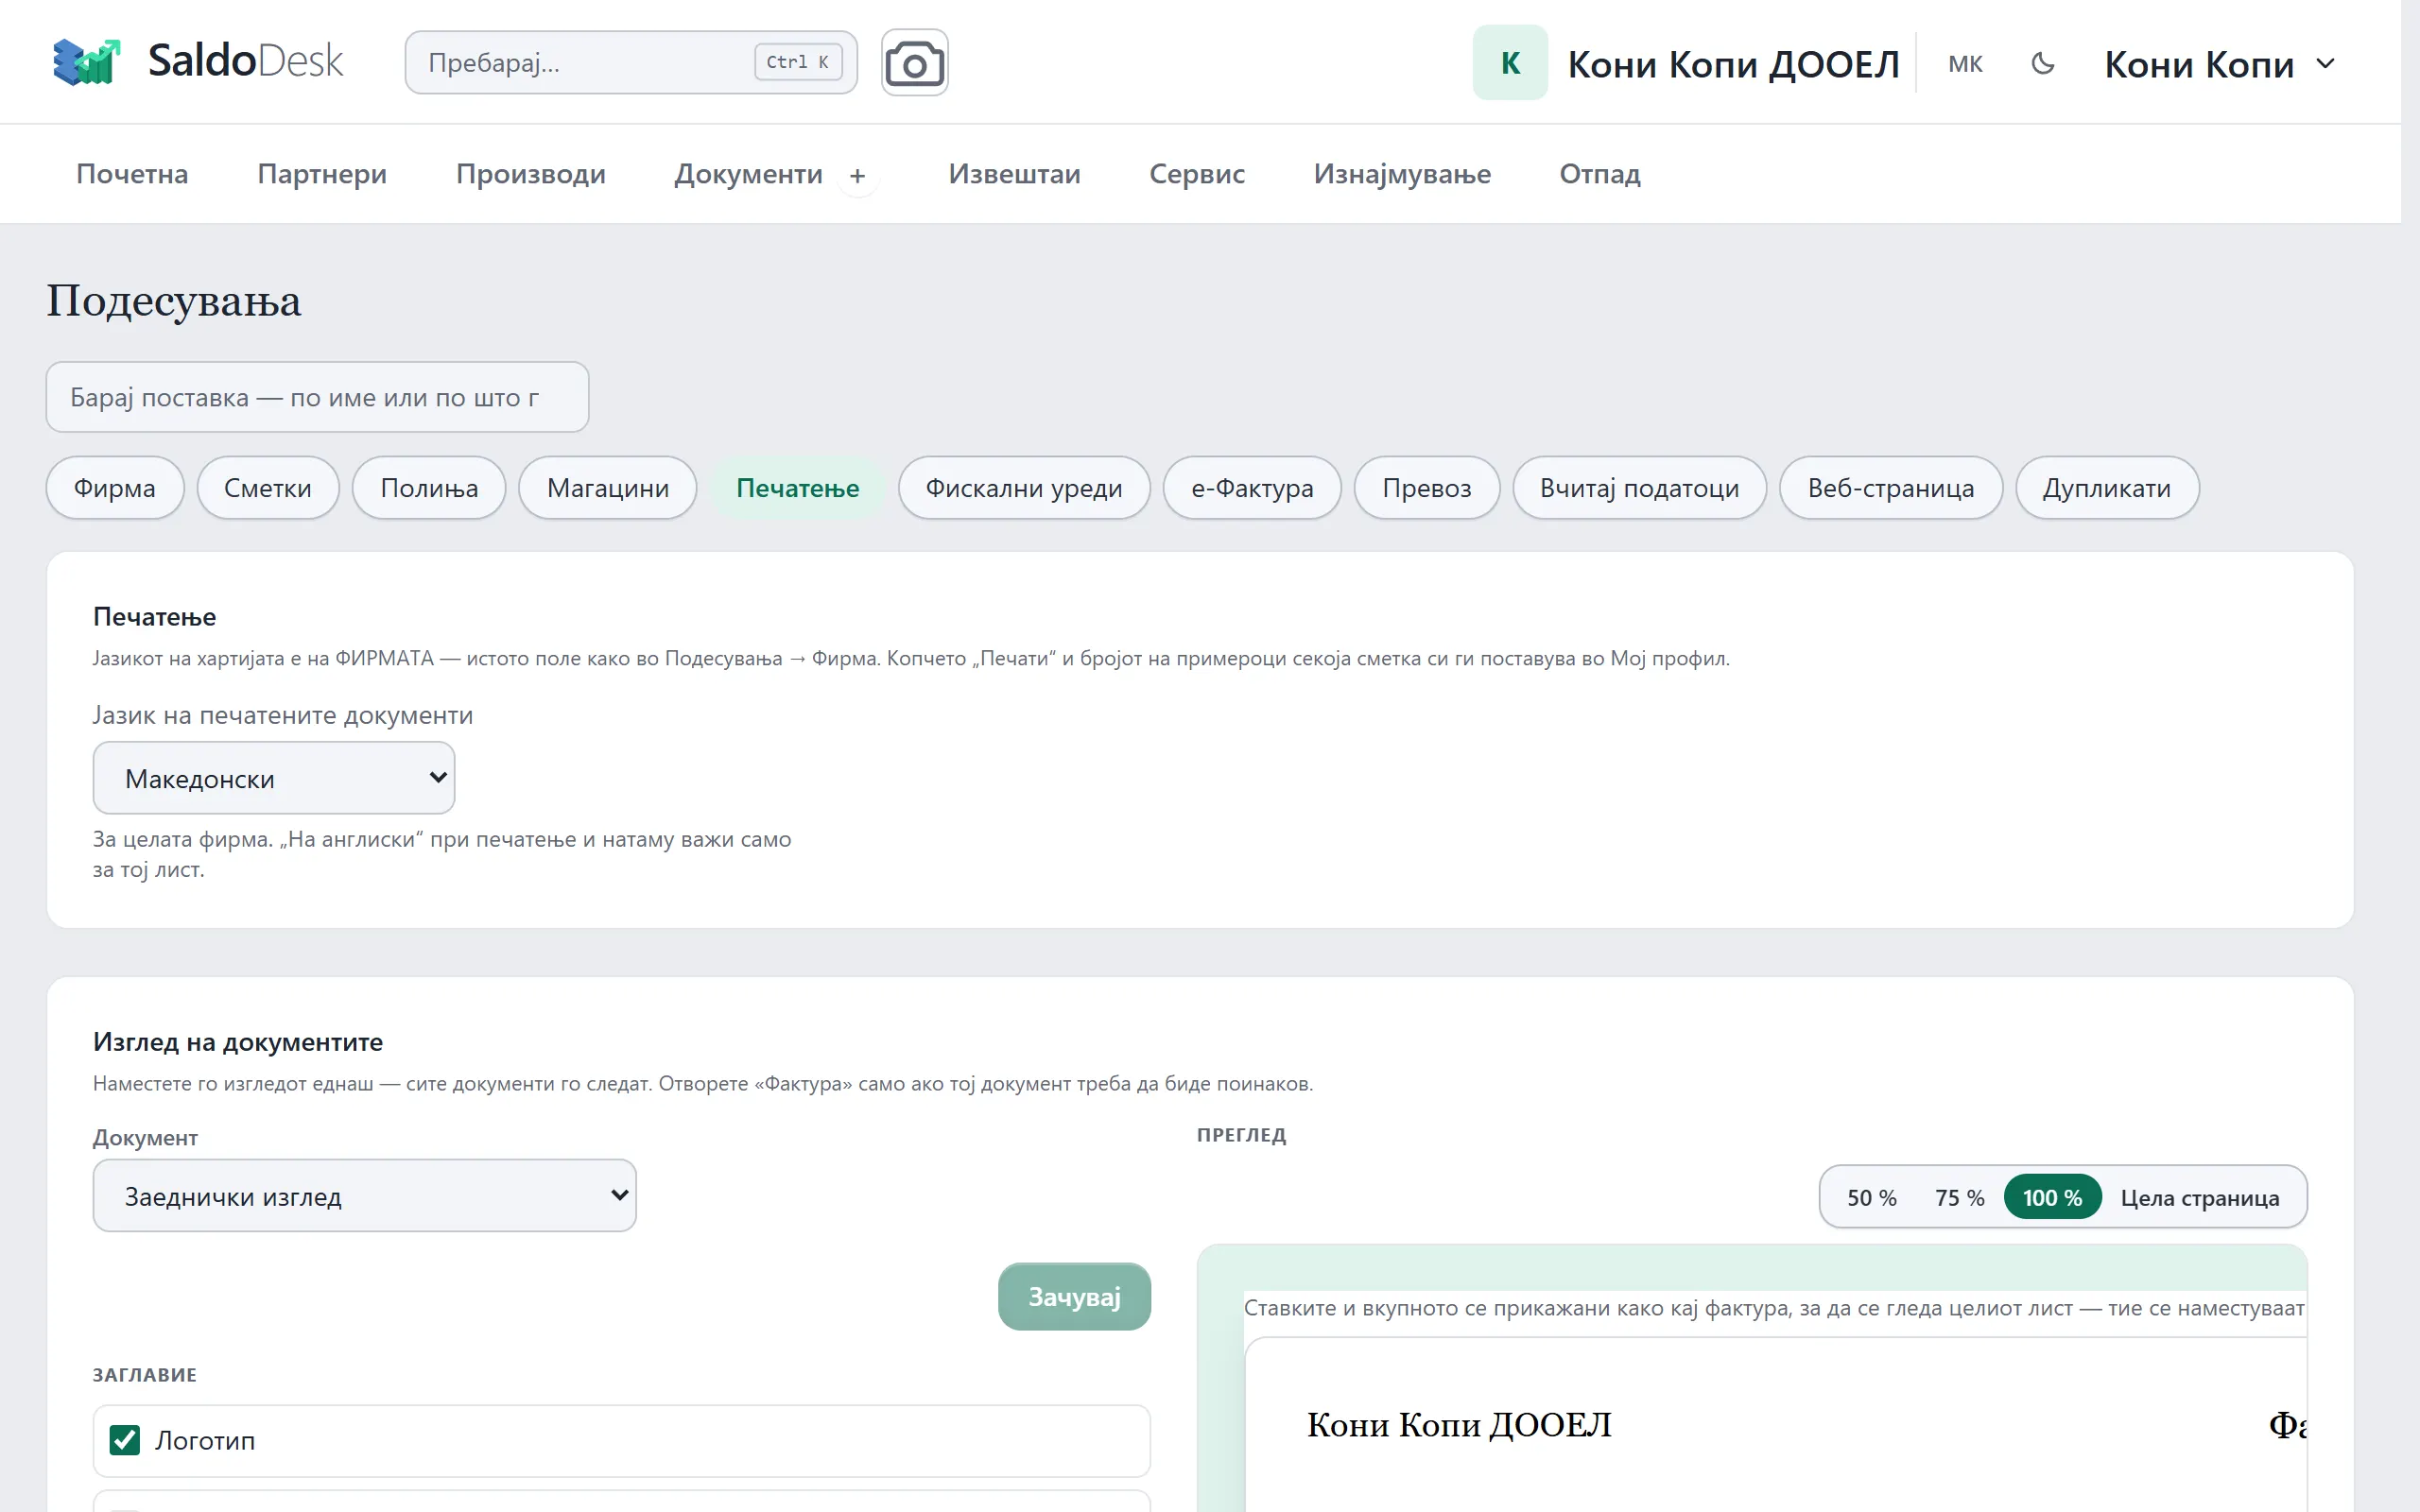 SaldoDesk
Пребарај... Ctrl K
К Кони Копи ДООЕЛ МК Кони Копи
Почетна Партнери Производи Документи + Извештаи Сервис Изнајмување Отпад
Подесувања
Барај поставка — по име или по што г
Фирма Сметки Полиња Магацини Печатење Фискални уреди е-Фактура Превоз Вчитај податоци Веб-страница Дупликати
Печатење
Јазикот на хартијата е на ФИРМАТА — истото поле како во Подесувања → Фирма. Копчето „Печати“ и бројот на примероци секоја сметка си ги поставува во Мој профил.
Јазик на печатените документи
Македонски
За целата фирма. „На англиски“ при печатење и натаму важи само
за тој лист.
Изглед на документите
Наместете го изгледот еднаш — сите документи го следат. Отворете «Фактура» само ако тој документ треба да биде поинаков.
Документ
Заеднички изглед
Зачувај
ЗАГЛАВИЕ
Логотип
ПРЕГЛЕД
50 % 75 % 100 % Цела страница
Ставките и вкупното се прикажани како кај фактура, за да се гледа целиот лист — тие се наместуваат
Кони Копи ДООЕЛ